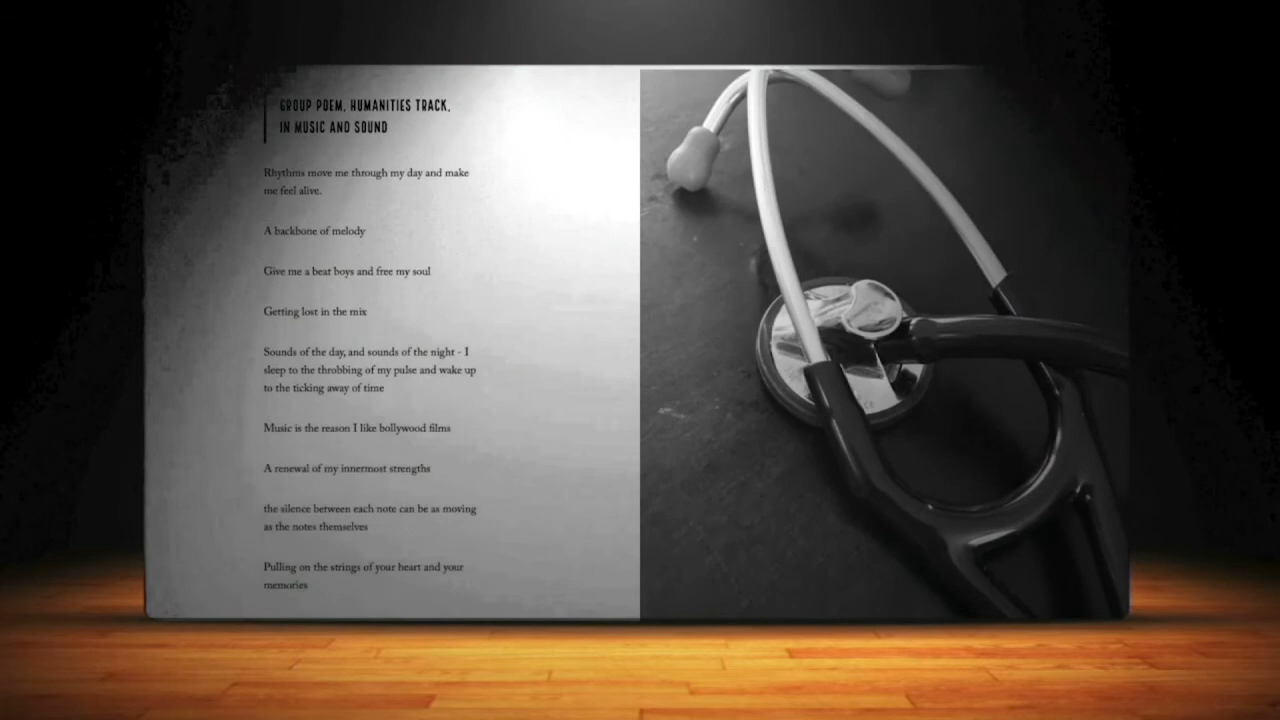 GROUP POEM, HUMANITIES TRACK,
IN MUSIC AND SOUND
Rhythms move me through my day and make
me feel alive.
A backbone of melody
Give me a beat boys and free my soul
Getting lost in the mix
Sounds of the day, and sounds of the night - I
sleep to the throbbing of my pulse and wake up
to the ticking away of time
Music is the reason I like bollywood films
A renewal of my innermost strengths
the silence between each note can be as moving
as the notes themselves
Pulling on the strings of your heart and your
memories